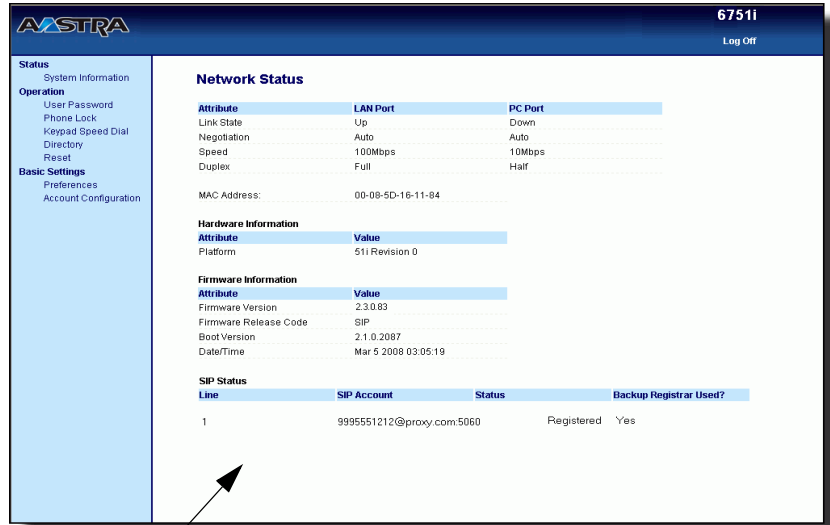 AASTRA
6751i
Log Off
Status
System Information
Operation
User Password
Phone Lock
Keypad Speed Dial
Directory
Reset
Basic Settings
Preferences
Account Configuration
Network Status
Attribute LAN Port PC Port
Link State Up Down
Negotiation Auto Auto
Speed 100Mbps 10Mbps
Duplex Full Half
MAC Address: 00-08-5D-16-11-84
Hardware Information
Attribute Value
Platform 51i Revision 0
Firmware Information
Attribute Value
Firmware Version 2.3.0.83
Firmware Release Code SIP
Boot Version 2.1.0.2087
Date/Time Mar 5 2008 03:05:19
SIP Status
Line SIP Account Status Backup Registrar Used?
1 9995551212@proxy.com:5060 Registered Yes